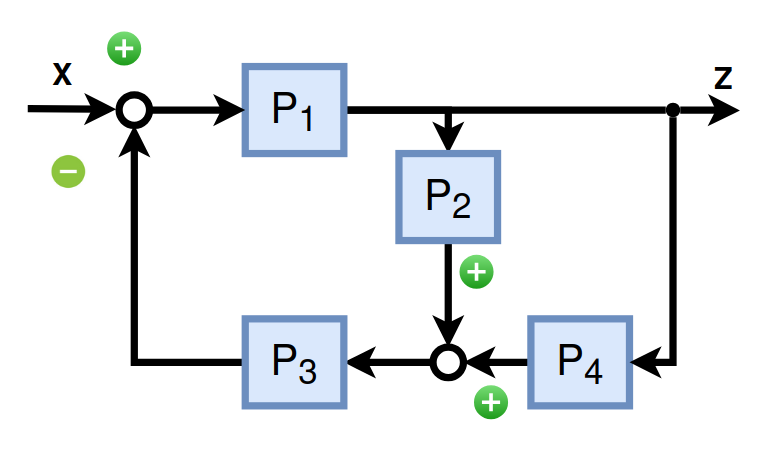 +
x
z
P₁
−
P₂
+
P₃
P₄
+